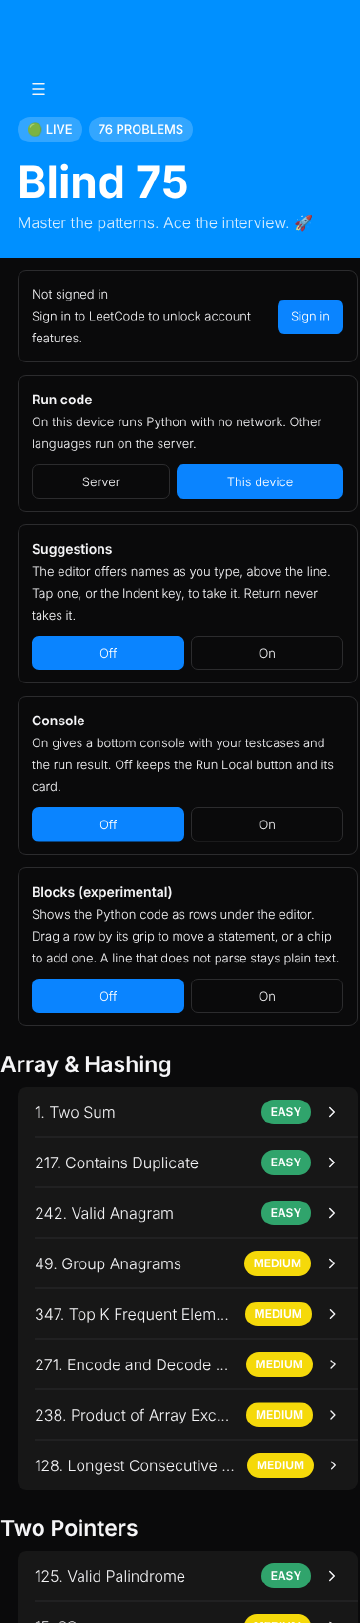 🟢 LIVE
76 PROBLEMS
Blind 75
Master the patterns. Ace the interview. 🚀
Not signed in
Sign in to LeetCode to unlock account
features.
Sign in
Run code
On this device runs Python with no network. Other
languages run on the server.
Server
This device
Suggestions
The editor offers names as you type, above the line.
Tap one, or the Indent key, to take it. Return never
takes it.
Off
On
Console
On gives a bottom console with your testcases and
the run result. Off keeps the Run Local button and its
card.
Off
On
Blocks (experimental)
Shows the Python code as rows under the editor.
Drag a row by its grip to move a statement, or a chip
to add one. A line that does not parse stays plain text.
Off
On
Array & Hashing
1. Two Sum
EASY
217. Contains Duplicate
EASY
242. Valid Anagram
EASY
49. Group Anagrams
MEDIUM
347. Top K Frequent Elem...
MEDIUM
271. Encode and Decode ...
MEDIUM
238. Product of Array Exc...
MEDIUM
128. Longest Consecutive ...
MEDIUM
Two Pointers
125. Valid Palindrome
EASY